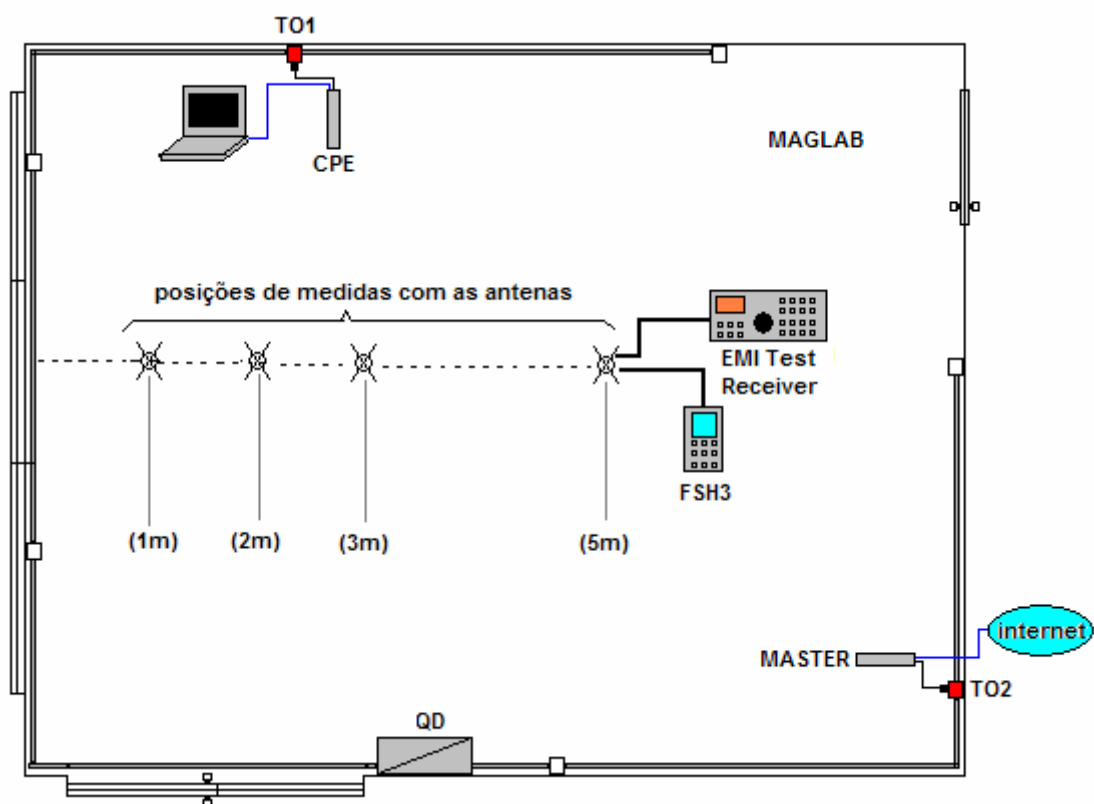 TO1
CPE
MAGLAB
posições de medidas com as antenas
EMI Test
Receiver
FSH3
(1m)
(2m)
(3m)
(5m)
internet
MASTER
TO2
QD